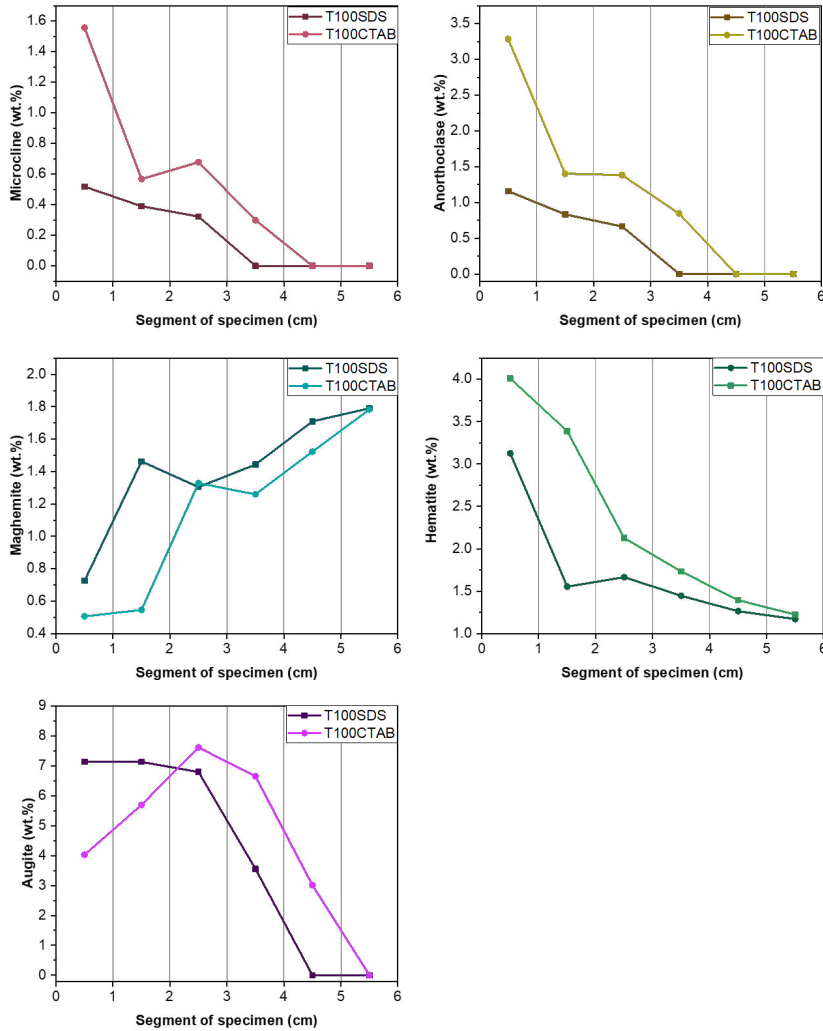 T100SDS
T100CTAB
Microcline (wt.%)
1.6
1.4
1.2
1.0
0.8
0.6
0.4
0.2
0.0
0 1 2 3 4 5 6
Segment of specimen (cm)
T100SDS
T100CTAB
Anorthoclase (wt.%)
3.5
3.0
2.5
2.0
1.5
1.0
0.5
0.0
0 1 2 3 4 5 6
Segment of specimen (cm)
T100SDS
T100CTAB
Maghemite (wt.%)
2.0
1.8
1.6
1.4
1.2
1.0
0.8
0.6
0.4
0 1 2 3 4 5 6
Segment of specimen (cm)
T100SDS
T100CTAB
Hematite (wt.%)
4.0
3.5
3.0
2.5
2.0
1.5
1.0
0 1 2 3 4 5 6
Segment of specimen (cm)
T100SDS
T100CTAB
Augite (wt.%)
9
8
7
6
5
4
3
2
1
0
0 1 2 3 4 5 6
Segment of specimen (cm)